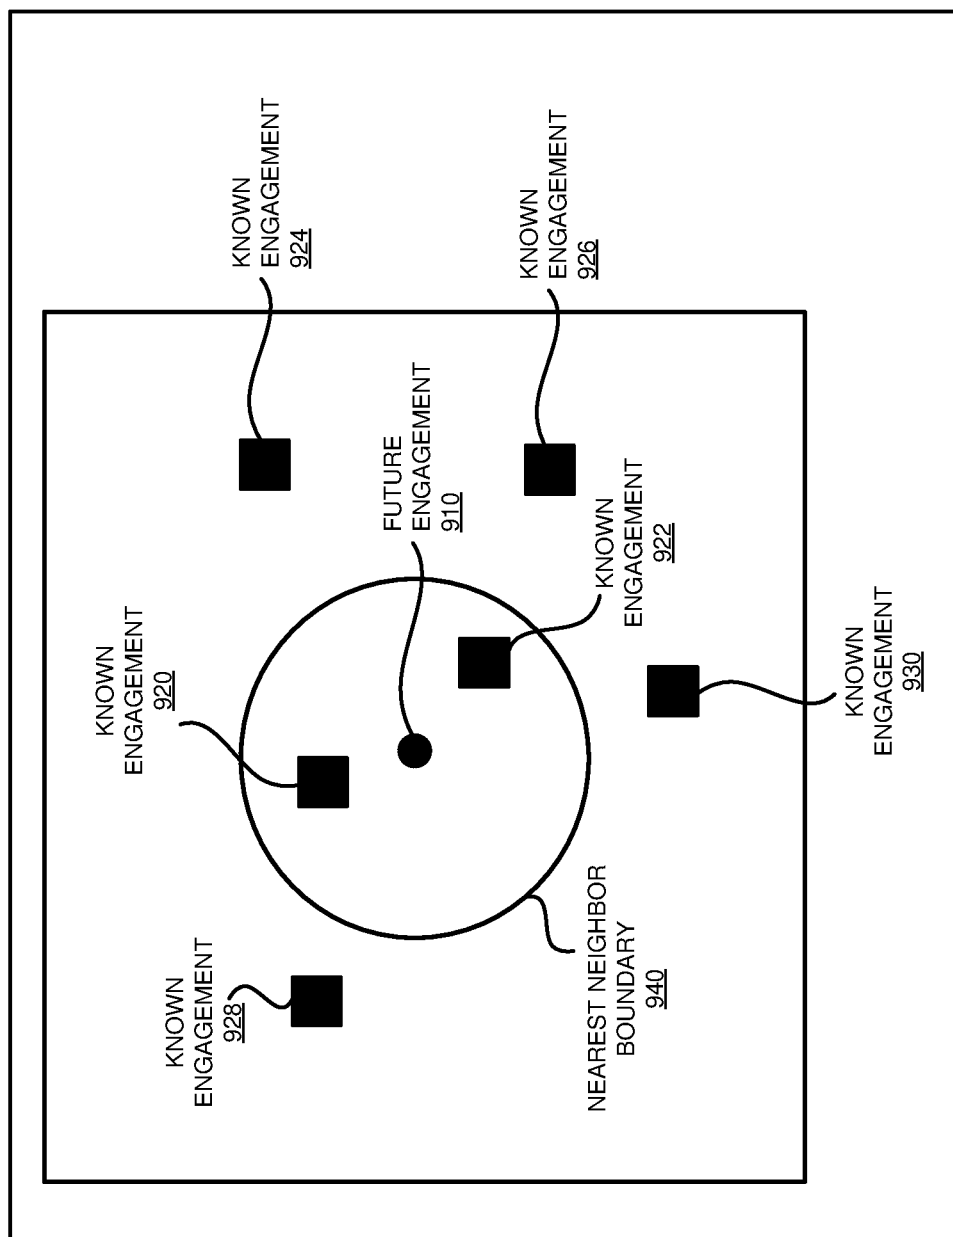 KNOWN
ENGAGEMENT
924
KNOWN
ENGAGEMENT
926
FUTURE
ENGAGEMENT
910
KNOWN
ENGAGEMENT
922
KNOWN
ENGAGEMENT
920
KNOWN
ENGAGEMENT
930
NEAREST NEIGHBOR
BOUNDARY
940
KNOWN
ENGAGEMENT
928